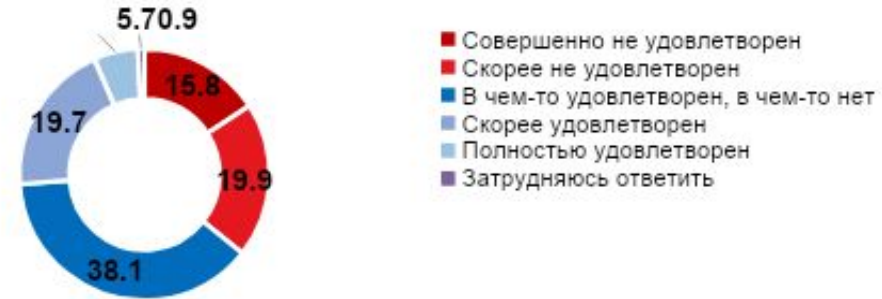 5.70.9
15.8
19.7
19.9
38.1
Совершенно не удовлетворен
Скорее не удовлетворен
В чем-то удовлетворен, в чем-то нет
Скорее удовлетворен
Полностью удовлетворен
Затрудняюсь ответить